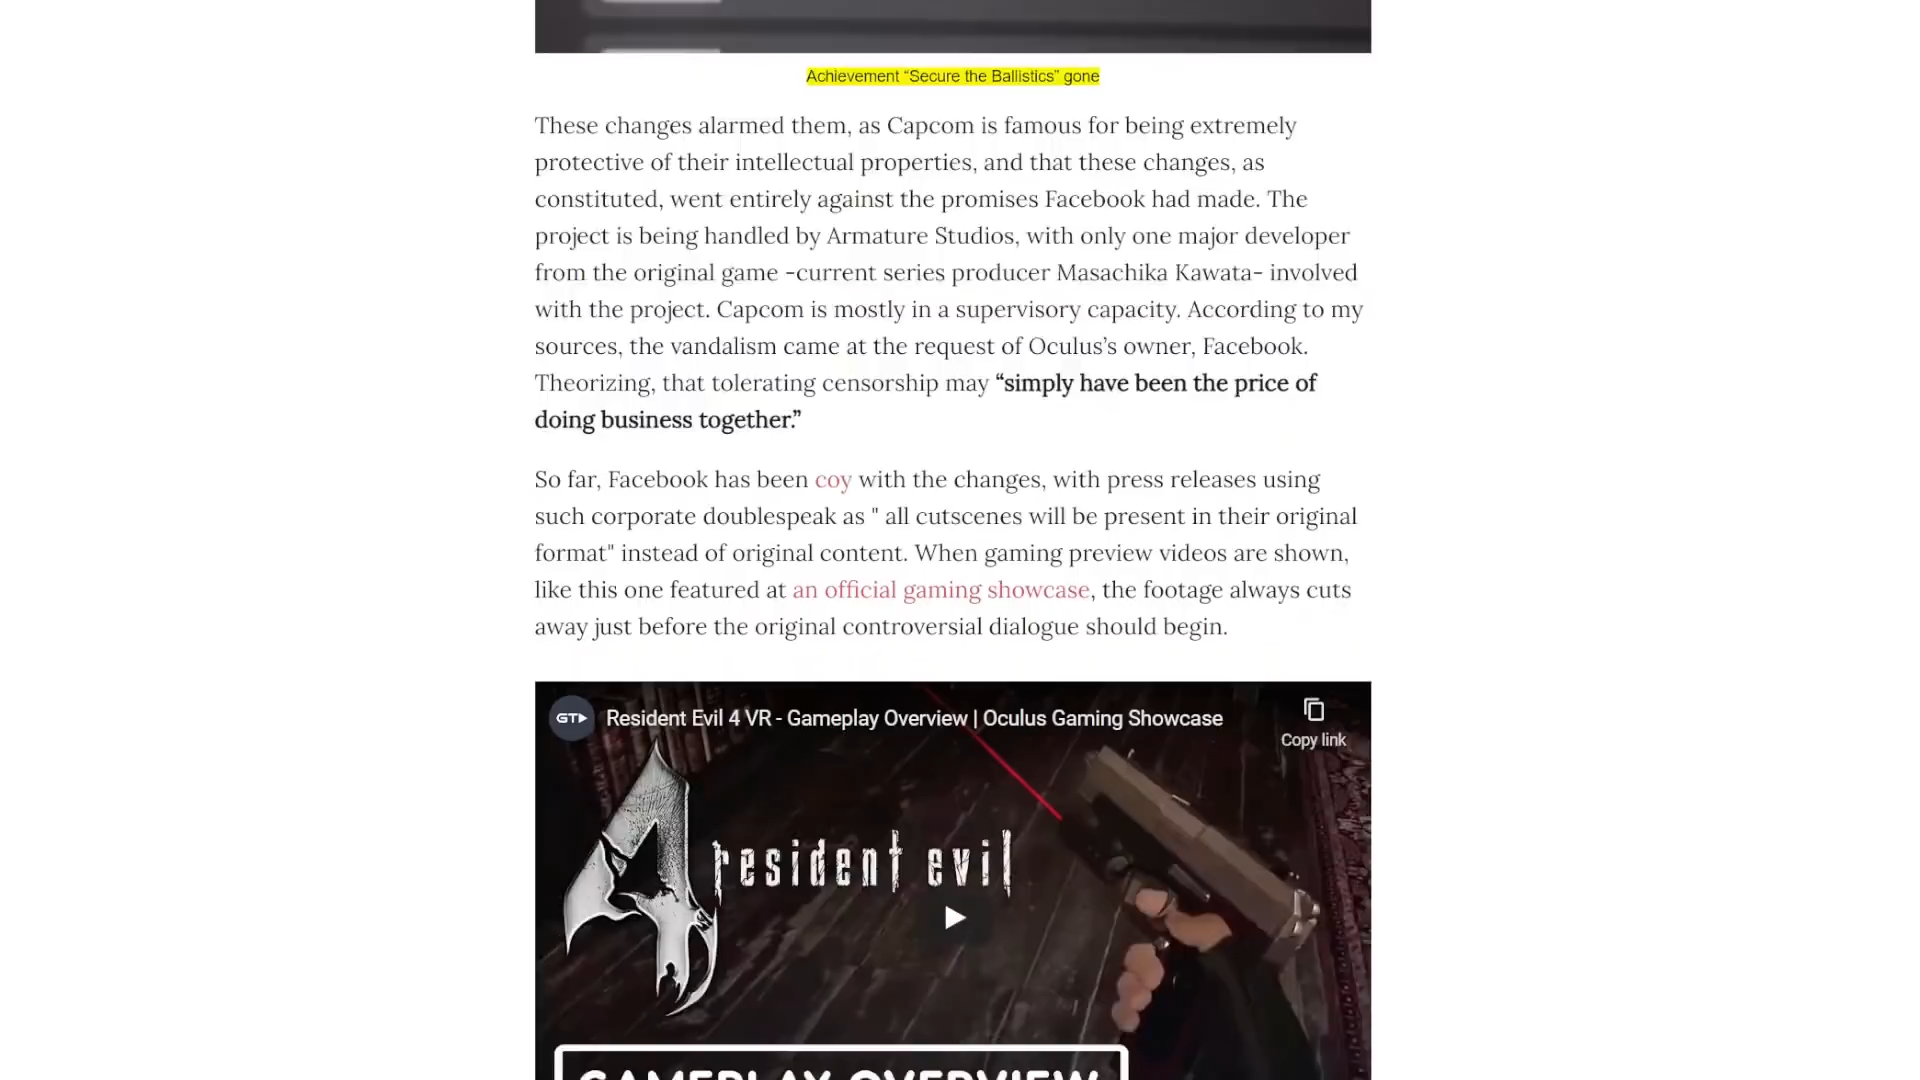 Achievement “Secure the Ballistics” gone
These changes alarmed them, as Capcom is famous for being extremely
protective of their intellectual properties, and that these changes, as
constituted, went entirely against the promises Facebook had made. The
project is being handled by Armature Studios, with only one major developer
from the original game -current series producer Masachika Kawata- involved
with the project. Capcom is mostly in a supervisory capacity. According to my
sources, the vandalism came at the request of Oculus’s owner, Facebook.
Theorizing, that tolerating censorship may “simply have been the price of
doing business together.”
So far, Facebook has been coy with the changes, with press releases using
such corporate doublespeak as " all cutscenes will be present in their original
format" instead of original content. When gaming preview videos are shown,
like this one featured at an official gaming showcase, the footage always cuts
away just before the original controversial dialogue should begin.
GT
Resident Evil 4 VR - Gameplay Overview | Oculus Gaming Showcase
Copy link
4 resident evil
GAMEPLAY OVERVIEW